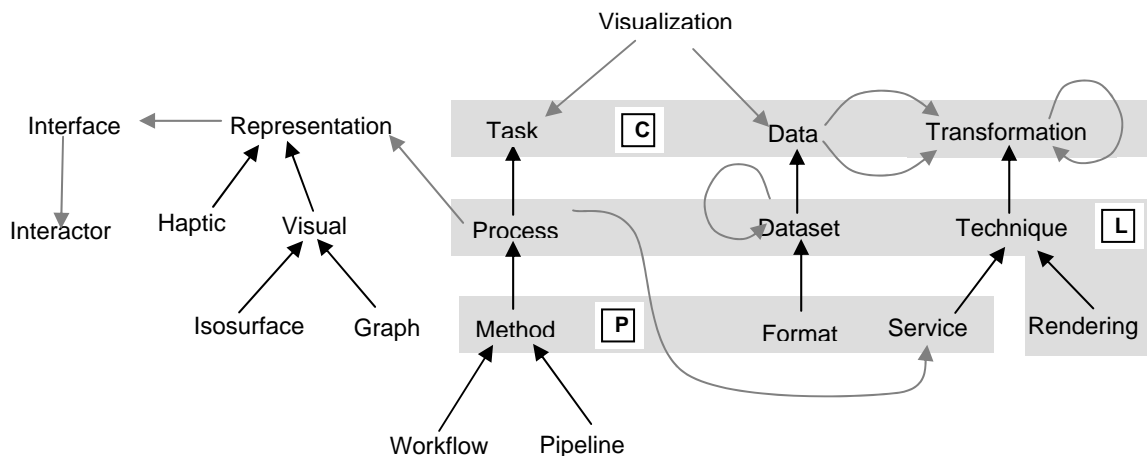 Visualization
Interface
Representation
Task
C
Data
Transformation
Haptic
Visual
Interactor
Process
Dataset
Technique
L
Isosurface
Graph
Method
P
Format
Service
Rendering
Workflow
Pipeline